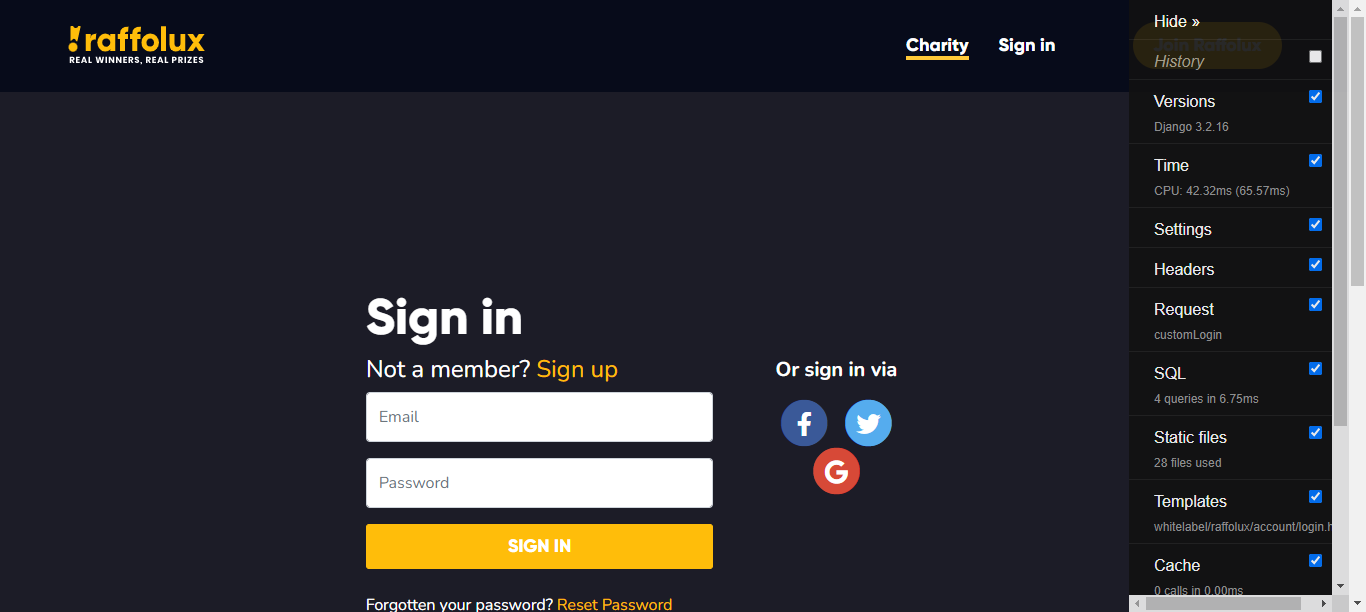 raffolux
REAL WINNERS, REAL PRIZES
Charity
Sign in
Join Raffolux
Sign in
Not a member? Sign up
Email
Password
SIGN IN
Forgotten your password? Reset Password
Or sign in via
Hide »
History
Versions
Django 3.2.16
Time
CPU: 42.32ms (65.57ms)
Settings
Headers
Request
customLogin
SQL
4 queries in 6.75ms
Static files
28 files used
Templates
whitelabel/raffolux/account/login.h
Cache
0 calls in 0.00ms